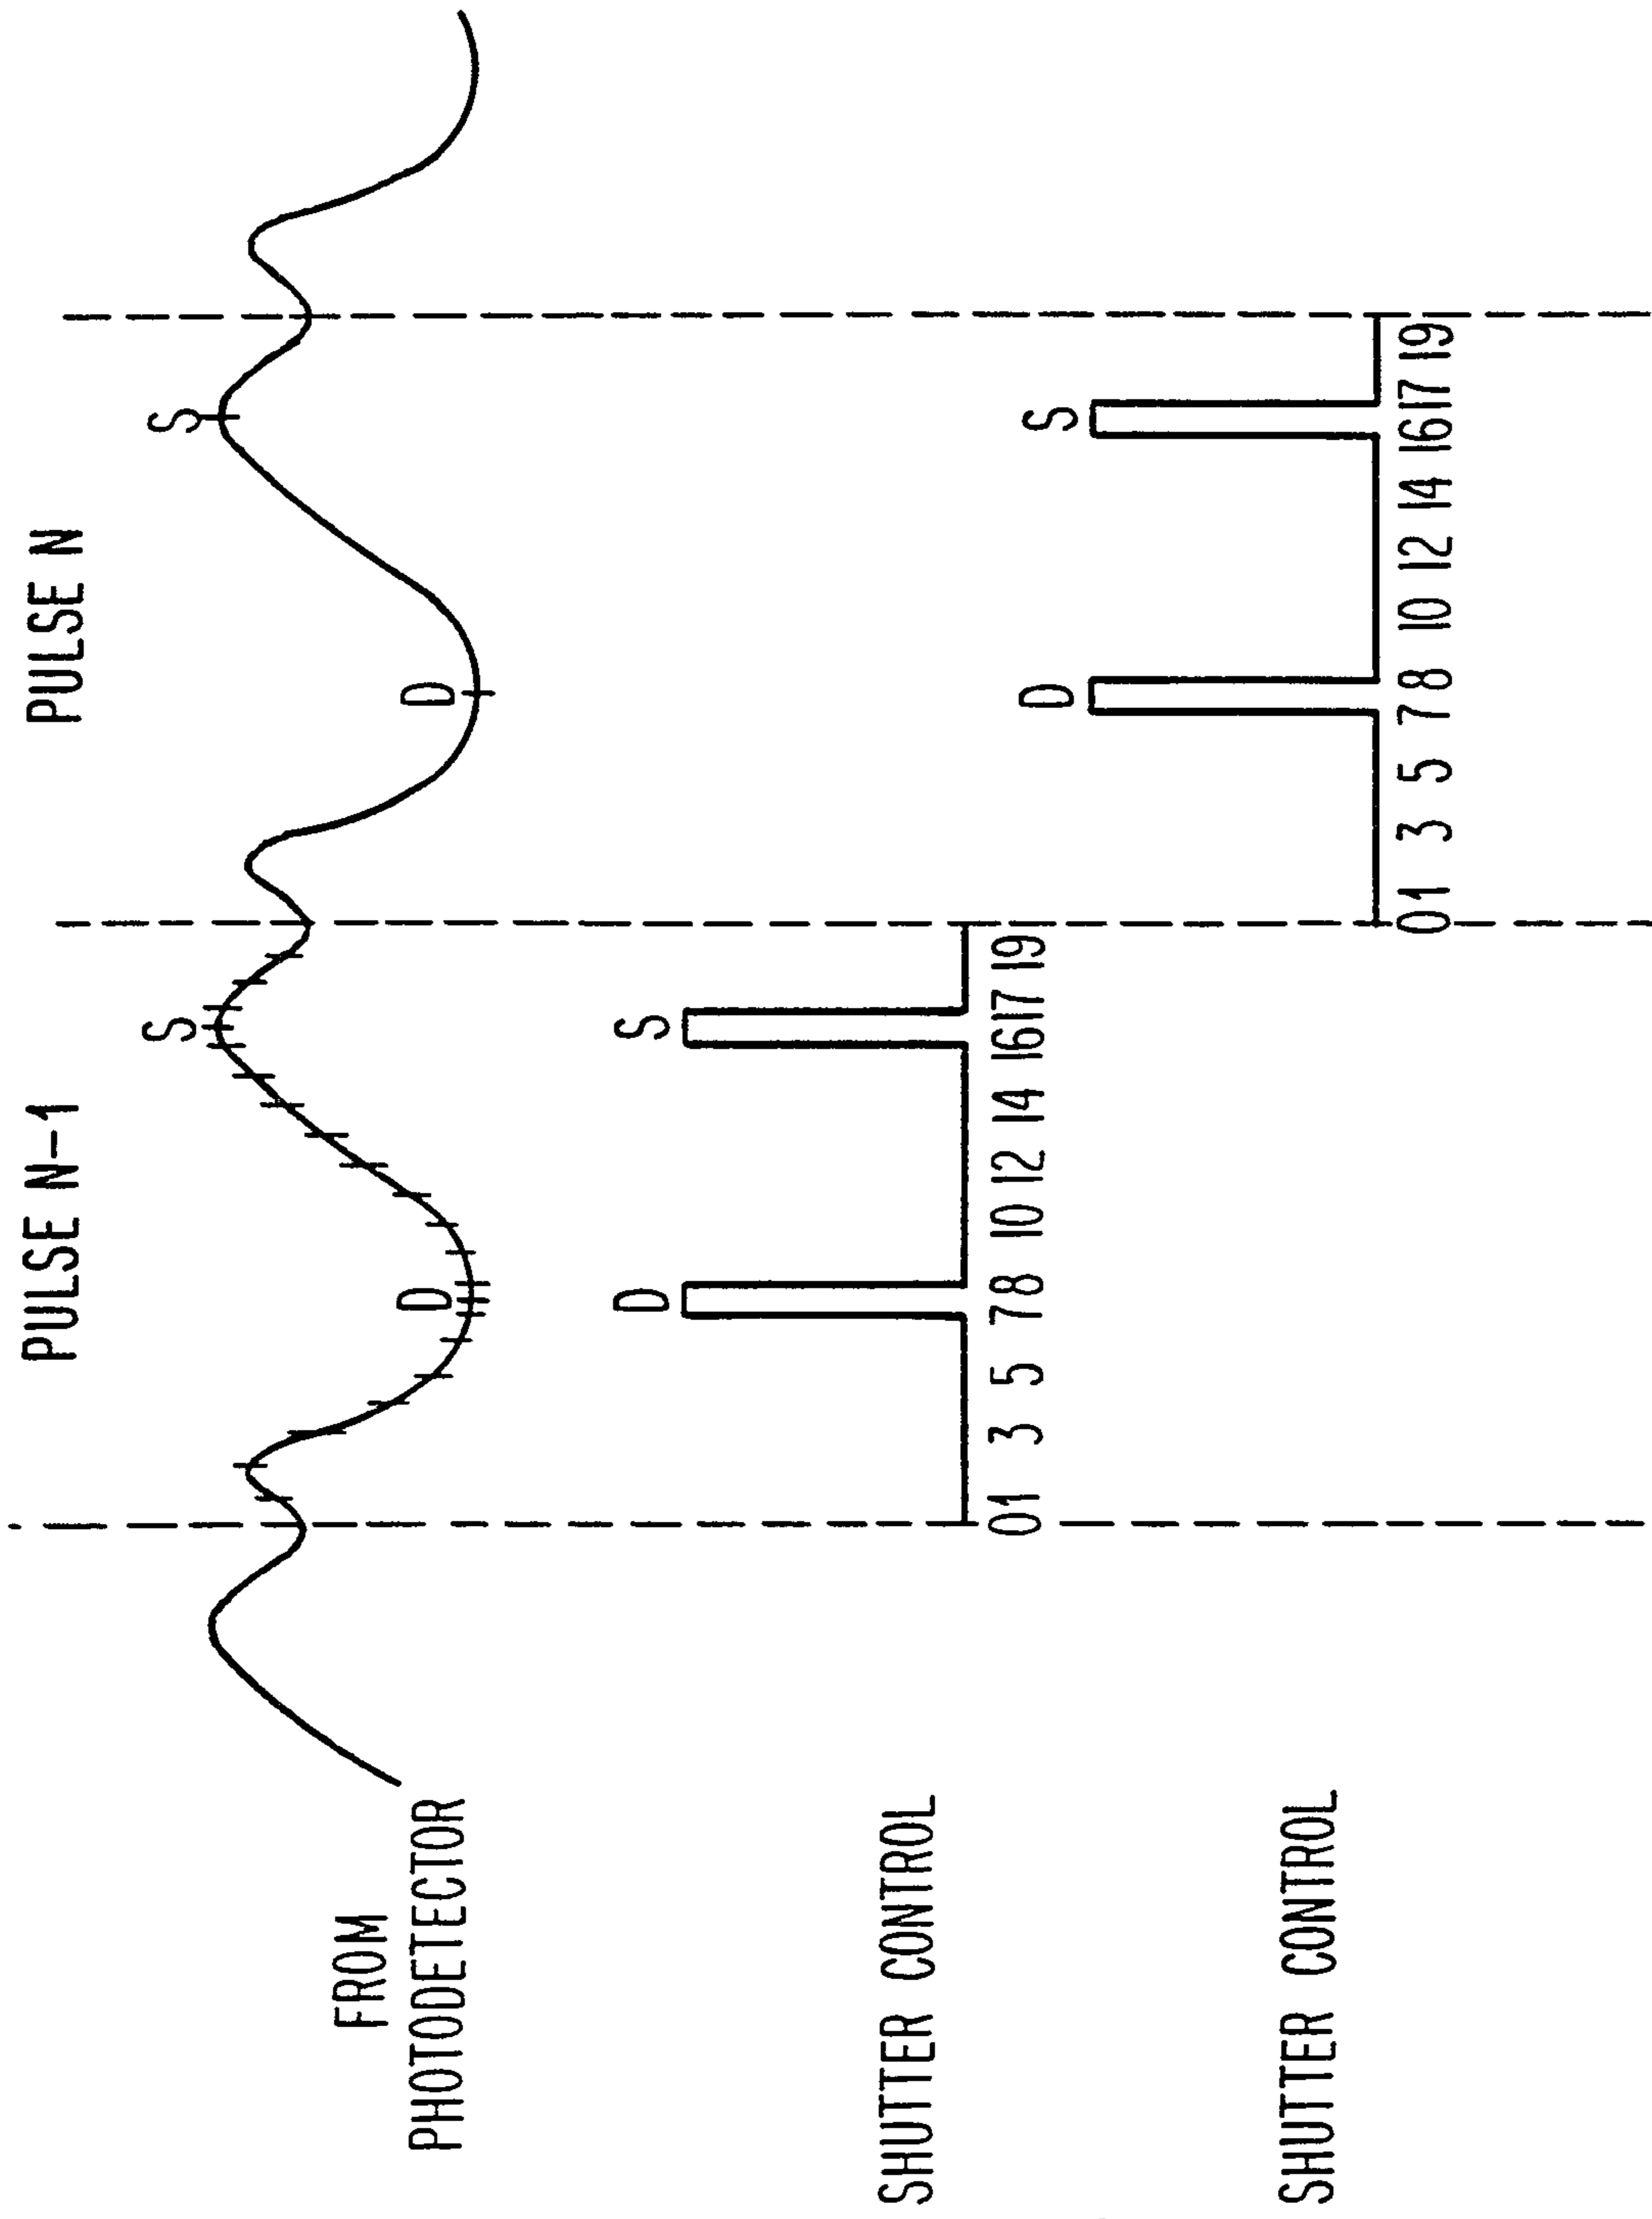 PULSE N-1
PULSE N
S
S
D
D
FROM
PHOTODETECTOR
D
S
SHUTTER CONTROL
0 1 3 5 7 8 10 12 14 16 17 19
D
S
SHUTTER CONTROL
0 1 3 5 7 8 10 12 14 16 17 19